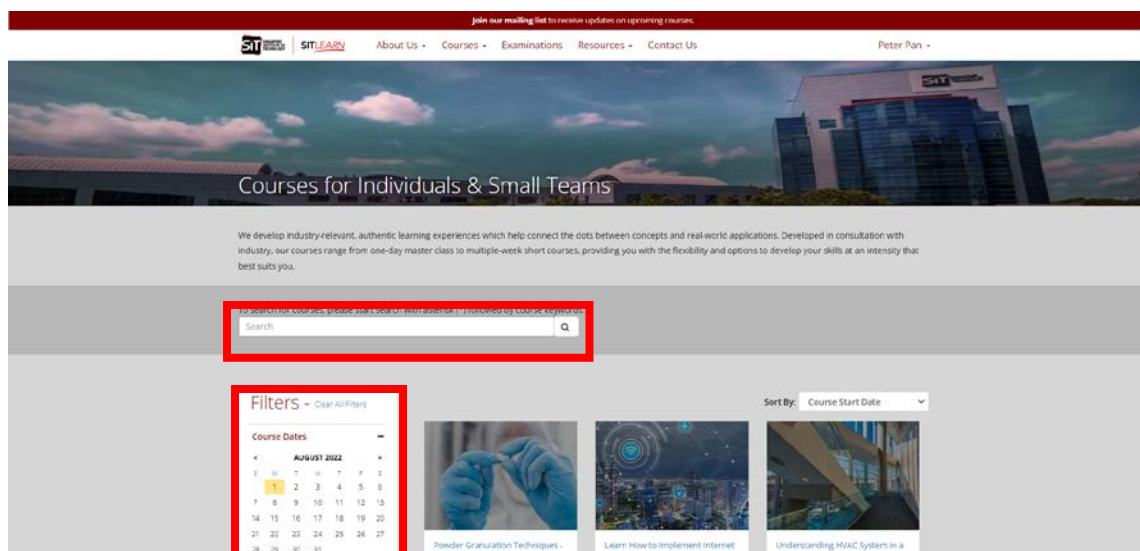 Join our mailing list to receive updates on upcoming courses.
SiT SINGAPORE INSTITUTE OF TECHNOLOGY SITLEARN About Us Courses Examinations Resources Contact Us Peter Pan
SiT
Courses for Individuals & Small Teams
We develop industry-relevant, authentic learning experiences which help connect the dots between concepts and real-world applications. Developed in consultation with
industry, our courses range from one-day master class to multiple-week short courses, providing you with the flexibility and options to develop your skills at an intensity that
best suits you.
To search for courses, please start search with asterisk (*) followed by course keywords.
Search
Filters - Clear All Filters
Sort By: Course Start Date
Course Dates -
< AUGUST 2022 >
S M T W T F S
1 2 3 4 5 6
7 8 9 10 11 12 13
14 15 16 17 18 19 20
21 22 23 24 25 26 27
28 29 30 31
Powder Granulation Techniques -
Learn How to Implement Internet
Understanding HVAC System in a